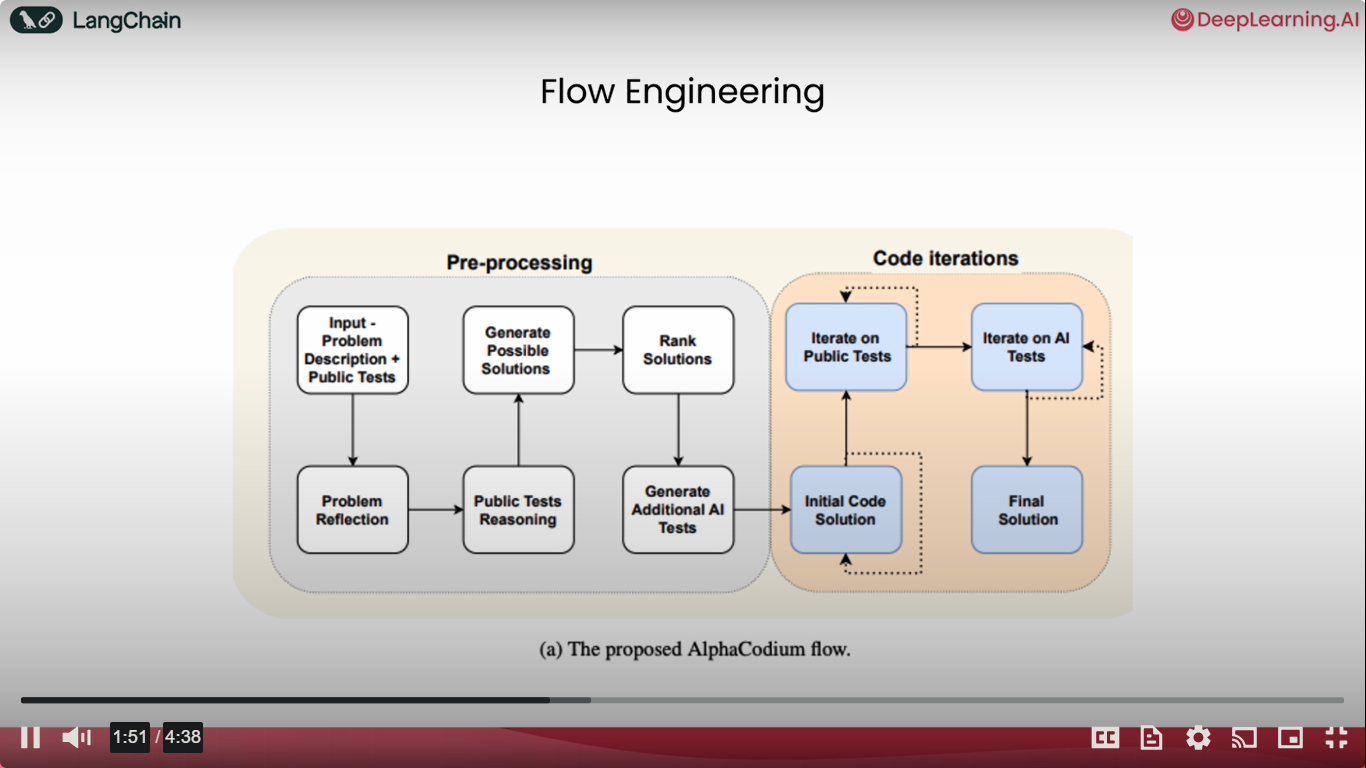 LangChain
DeepLearning.AI
Flow Engineering
Pre-processing
Code iterations
Input -
Problem
Description +
Public Tests
Generate
Possible
Solutions
Rank
Solutions
Iterate on
Public Tests
Iterate on AI
Tests
Problem
Reflection
Public Tests
Reasoning
Generate
Additional AI
Tests
Initial Code
Solution
Final
Solution
(a) The proposed AlphaCodium flow.
1:51 / 4:38
CC